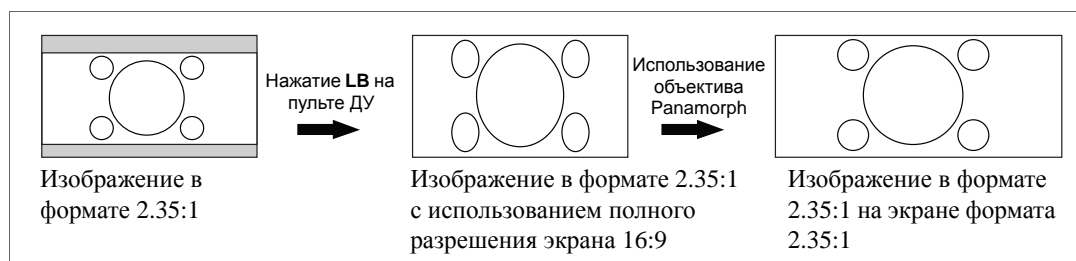 Нажатие LB на
пульте ДУ
Использование
объектива
Panamorph
Изображение в
формате 2.35:1
Изображение в формате 2.35:1
с использованием полного
разрешения экрана 16:9
Изображение в формате
2.35:1 на экране формата
2.35:1